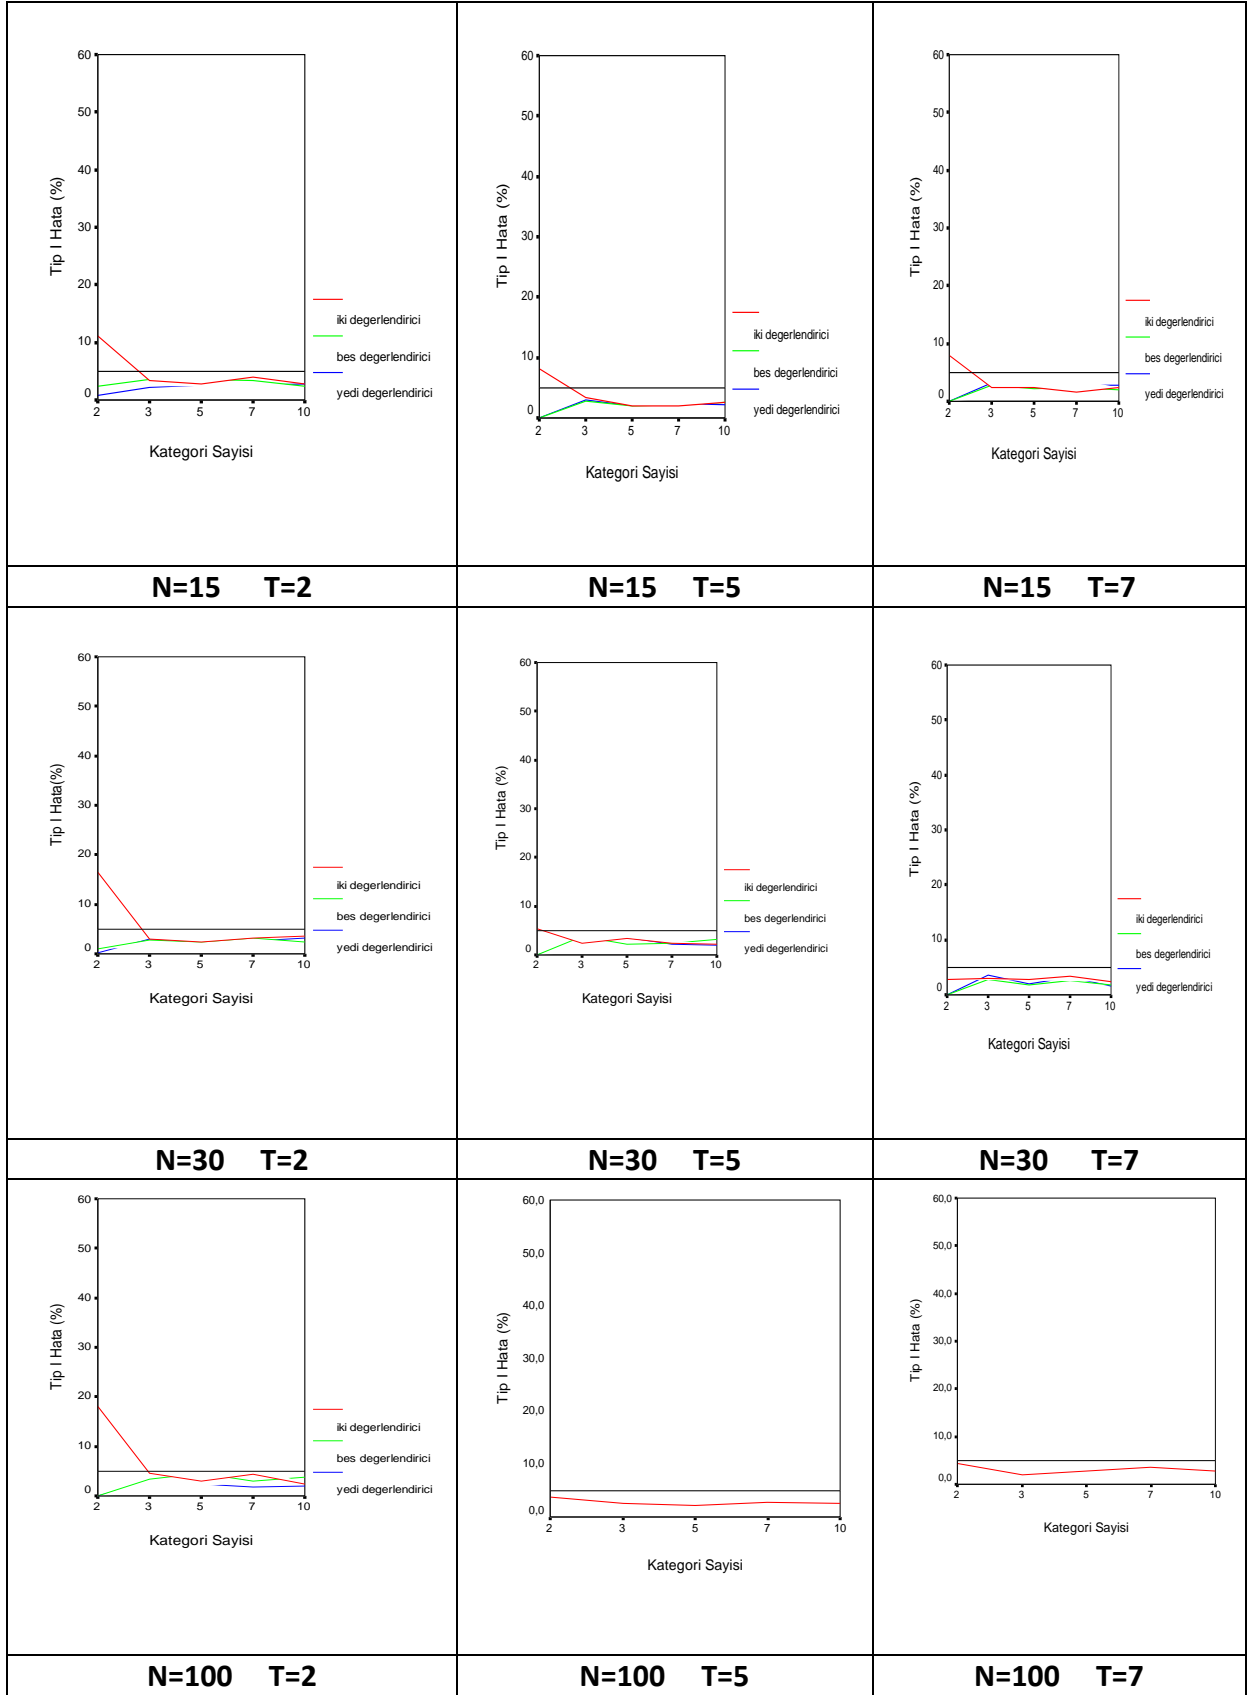 60
50
40
30
20
10
0
Tip I Hata (%)
2 3 5 7 10
Kategori Sayisi
iki degerlendirici
bes degerlendirici
yedi degerlendirici
60
50
40
30
20
10
0
Tip I Hata (%)
2 3 5 7 10
Kategori Sayisi
iki degerlendirici
bes degerlendirici
yedi degerlendirici
60
50
40
30
20
10
0
Tip I Hata (%)
2 3 5 7 10
Kategori Sayisi
iki degerlendirici
bes degerlendirici
yedi degerlendirici
N=15 T=2
N=15 T=5
N=15 T=7
60
50
40
30
20
10
0
Tip I Hata(%)
2 3 5 7 10
Kategori Sayisi
iki degerlendirici
bes degerlendirici
yedi degerlendirici
60
50
40
30
20
10
0
Tip I Hata (%)
2 3 5 7 10
Kategori Sayisi
iki degerlendirici
bes degerlendirici
yedi degerlendirici
60
50
40
30
20
10
0
Tip I Hata (%)
2 3 5 7 10
Kategori Sayisi
iki degerlendirici
bes degerlendirici
yedi degerlendirici
N=30 T=2
N=30 T=5
N=30 T=7
60
50
40
30
20
10
0
Tip I Hata (%)
2 3 5 7 10
Kategori Sayisi
iki degerlendirici
bes degerlendirici
yedi degerlendirici
60,0
50,0
40,0
30,0
20,0
10,0
0,0
Tip I Hata (%)
2 3 5 7 10
Kategori Sayisi
60,0
50,0
40,0
30,0
20,0
10,0
0,0
Tip I Hata (%)
2 3 5 7 10
Kategori Sayisi
N=100 T=2
N=100 T=5
N=100 T=7